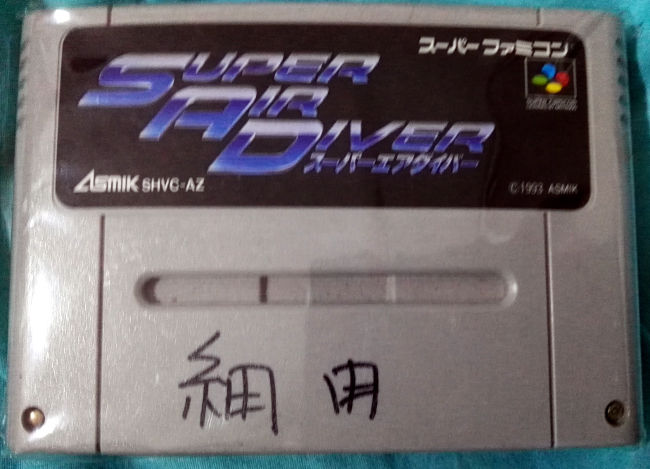 スーパーファミコン
SUPER
AIR
DIVER
スーパーエアダイバー
ASMIK SHVC-AZ
C.1993 ASMIK
細田